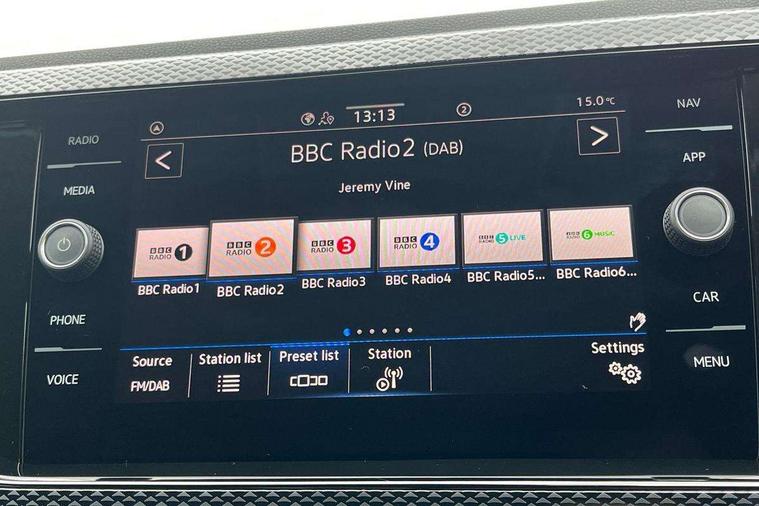 RADIO
MEDIA
PHONE
VOICE
13:13
2
15.0°C
BBC Radio2 (DAB)
Jeremy Vine
BBC RADIO 1
BBC RADIO 2
BBC RADIO 3
BBC RADIO 4
BBC RADIO 5 LIVE
BBC RADIO 6 MUSIC
BBC Radio1
BBC Radio2
BBC Radio3
BBC Radio4
BBC Radio5...
BBC Radio6...
Source
FM/DAB
Station list
Preset list
Station
Settings
NAV
APP
CAR
MENU